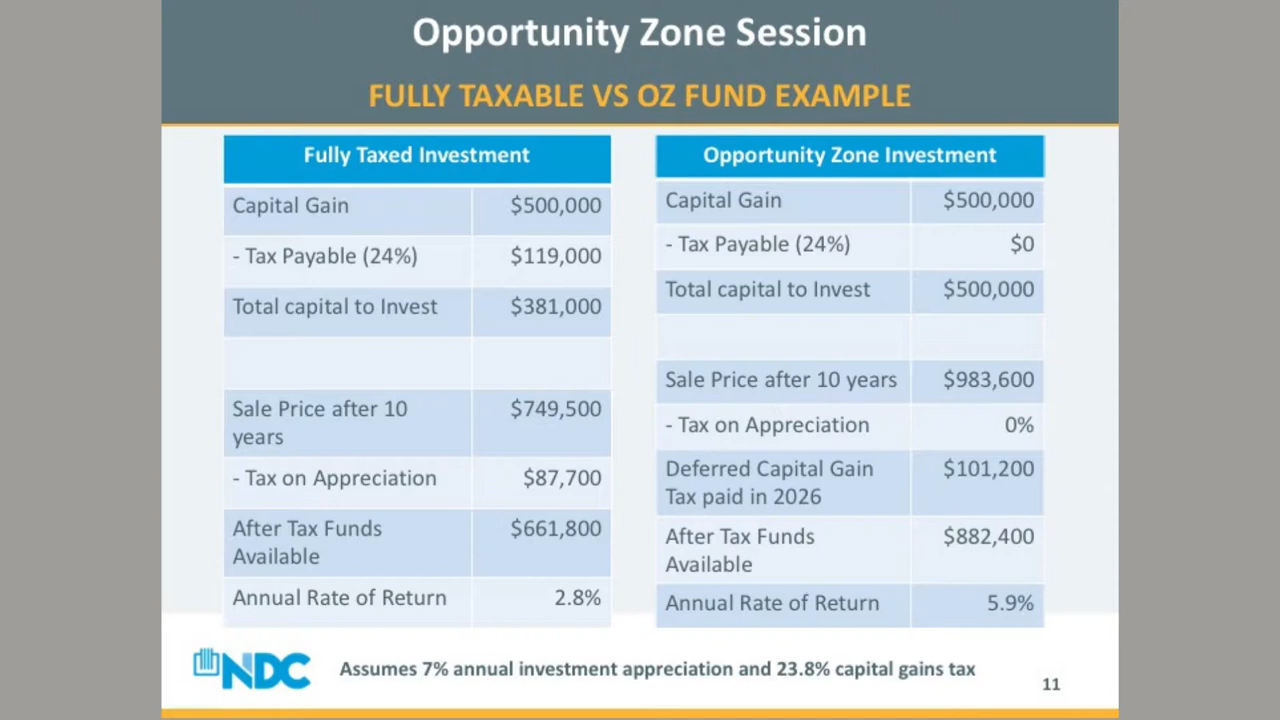 Opportunity Zone Session
FULLY TAXABLE VS OZ FUND EXAMPLE
Fully Taxed Investment
Capital Gain $500,000
- Tax Payable (24%) $119,000
Total capital to Invest $381,000
Sale Price after 10 $749,500
years
- Tax on Appreciation $87,700
After Tax Funds $661,800
Available
Annual Rate of Return 2.8%
Opportunity Zone Investment
Capital Gain $500,000
- Tax Payable (24%) $0
Total capital to Invest $500,000
Sale Price after 10 years $983,600
- Tax on Appreciation 0%
Deferred Capital Gain $101,200
Tax paid in 2026
After Tax Funds $882,400
Available
Annual Rate of Return 5.9%
NDC
Assumes 7% annual investment appreciation and 23.8% capital gains tax
11